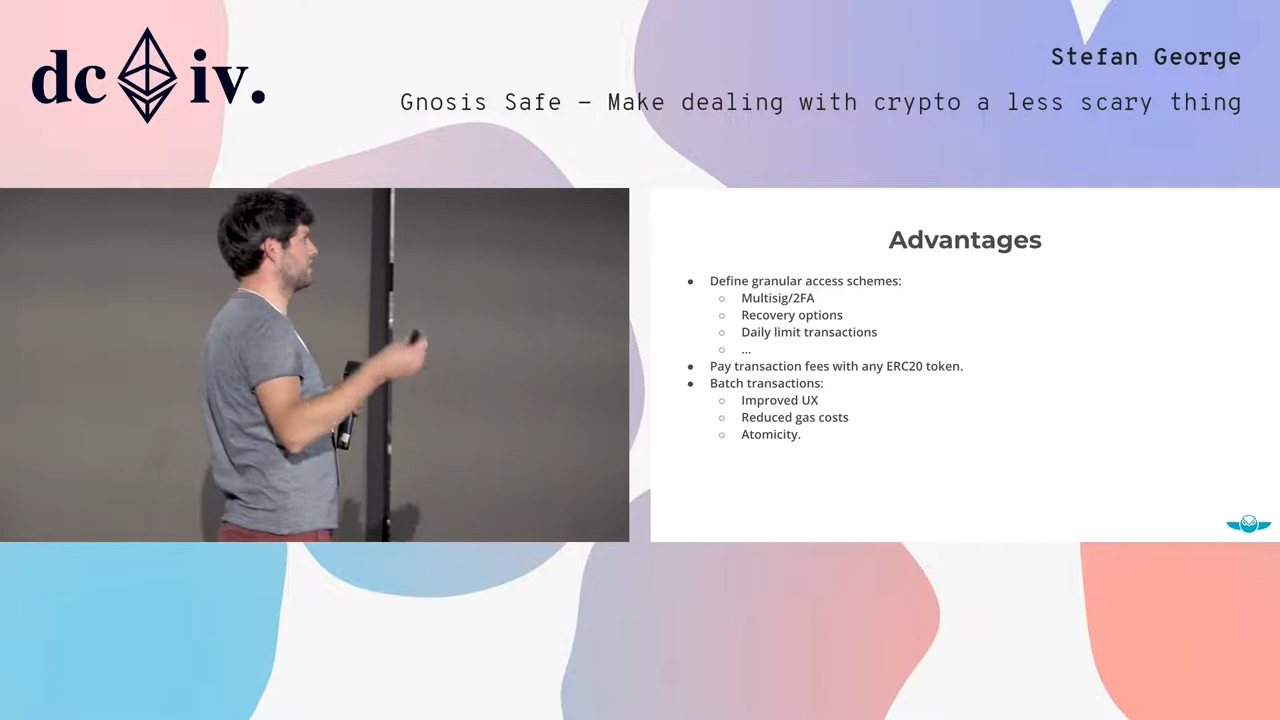 dc iv.
Stefan George
Gnosis Safe – Make dealing with crypto a less scary thing
Advantages
● Define granular access schemes:
○ Multisig/2FA
○ Recovery options
○ Daily limit transactions
○ ...
● Pay transaction fees with any ERC20 token.
● Batch transactions:
○ Improved UX
○ Reduced gas costs
○ Atomicity.